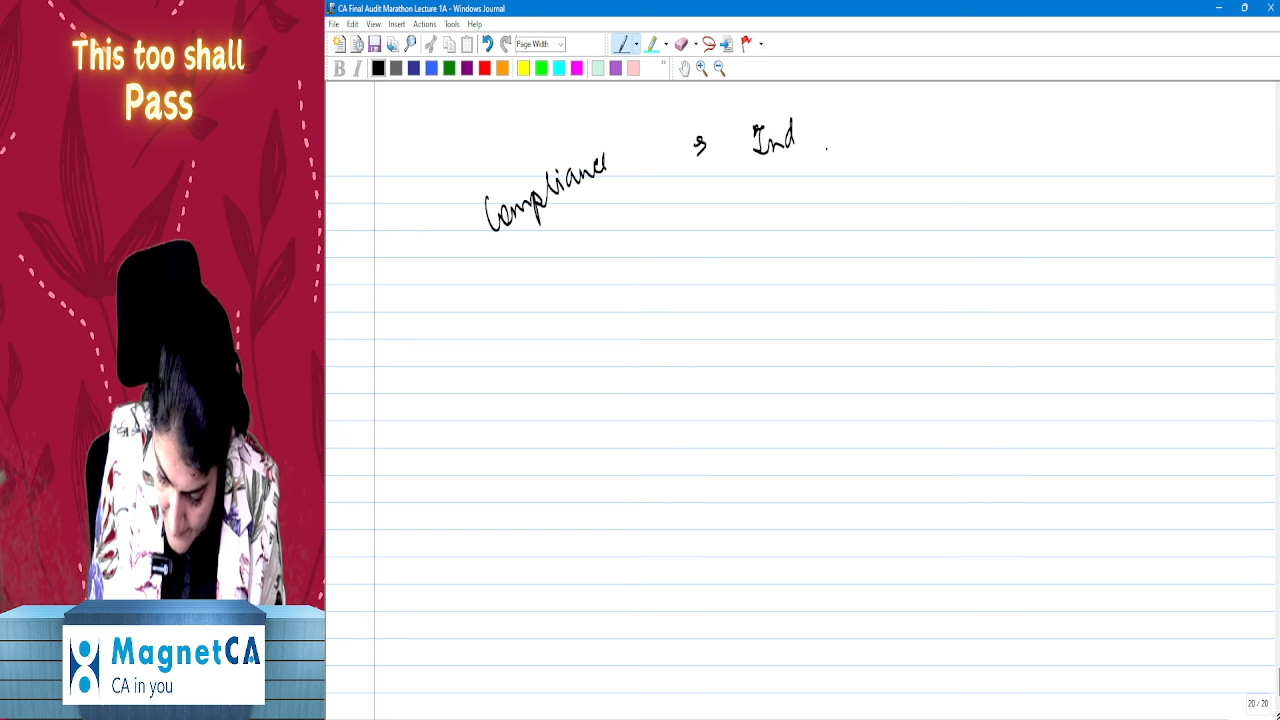 This too shall
Pass
CA Final Audit Marathon Lecture 1A - Windows Journal
File Edit View Insert Actions Tools Help
Page Width
B I
Ind
Compliance
MagnetCA
CA in you
20 / 20